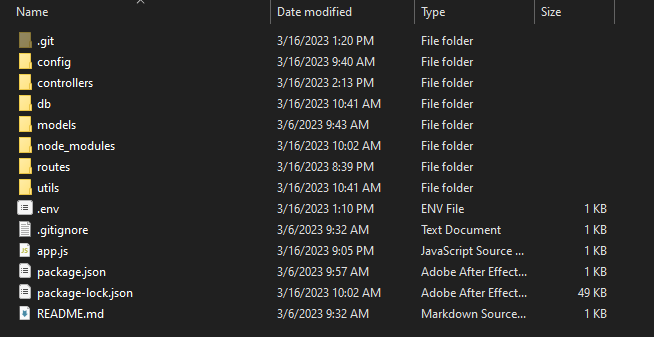 Name Date modified Type Size
.git 3/16/2023 1:20 PM File folder
config 3/16/2023 9:40 AM File folder
controllers 3/16/2023 2:13 PM File folder
db 3/16/2023 10:41 AM File folder
models 3/6/2023 9:43 AM File folder
node_modules 3/16/2023 10:02 AM File folder
routes 3/16/2023 8:39 PM File folder
utils 3/16/2023 10:41 AM File folder
.env 3/16/2023 1:10 PM ENV File 1 KB
.gitignore 3/6/2023 9:32 AM Text Document 1 KB
app.js 3/16/2023 9:05 PM JavaScript Source ... 1 KB
package.json 3/6/2023 9:57 AM Adobe After Effect... 1 KB
package-lock.json 3/16/2023 10:02 AM Adobe After Effect... 49 KB
README.md 3/6/2023 9:32 AM Markdown Source... 1 KB